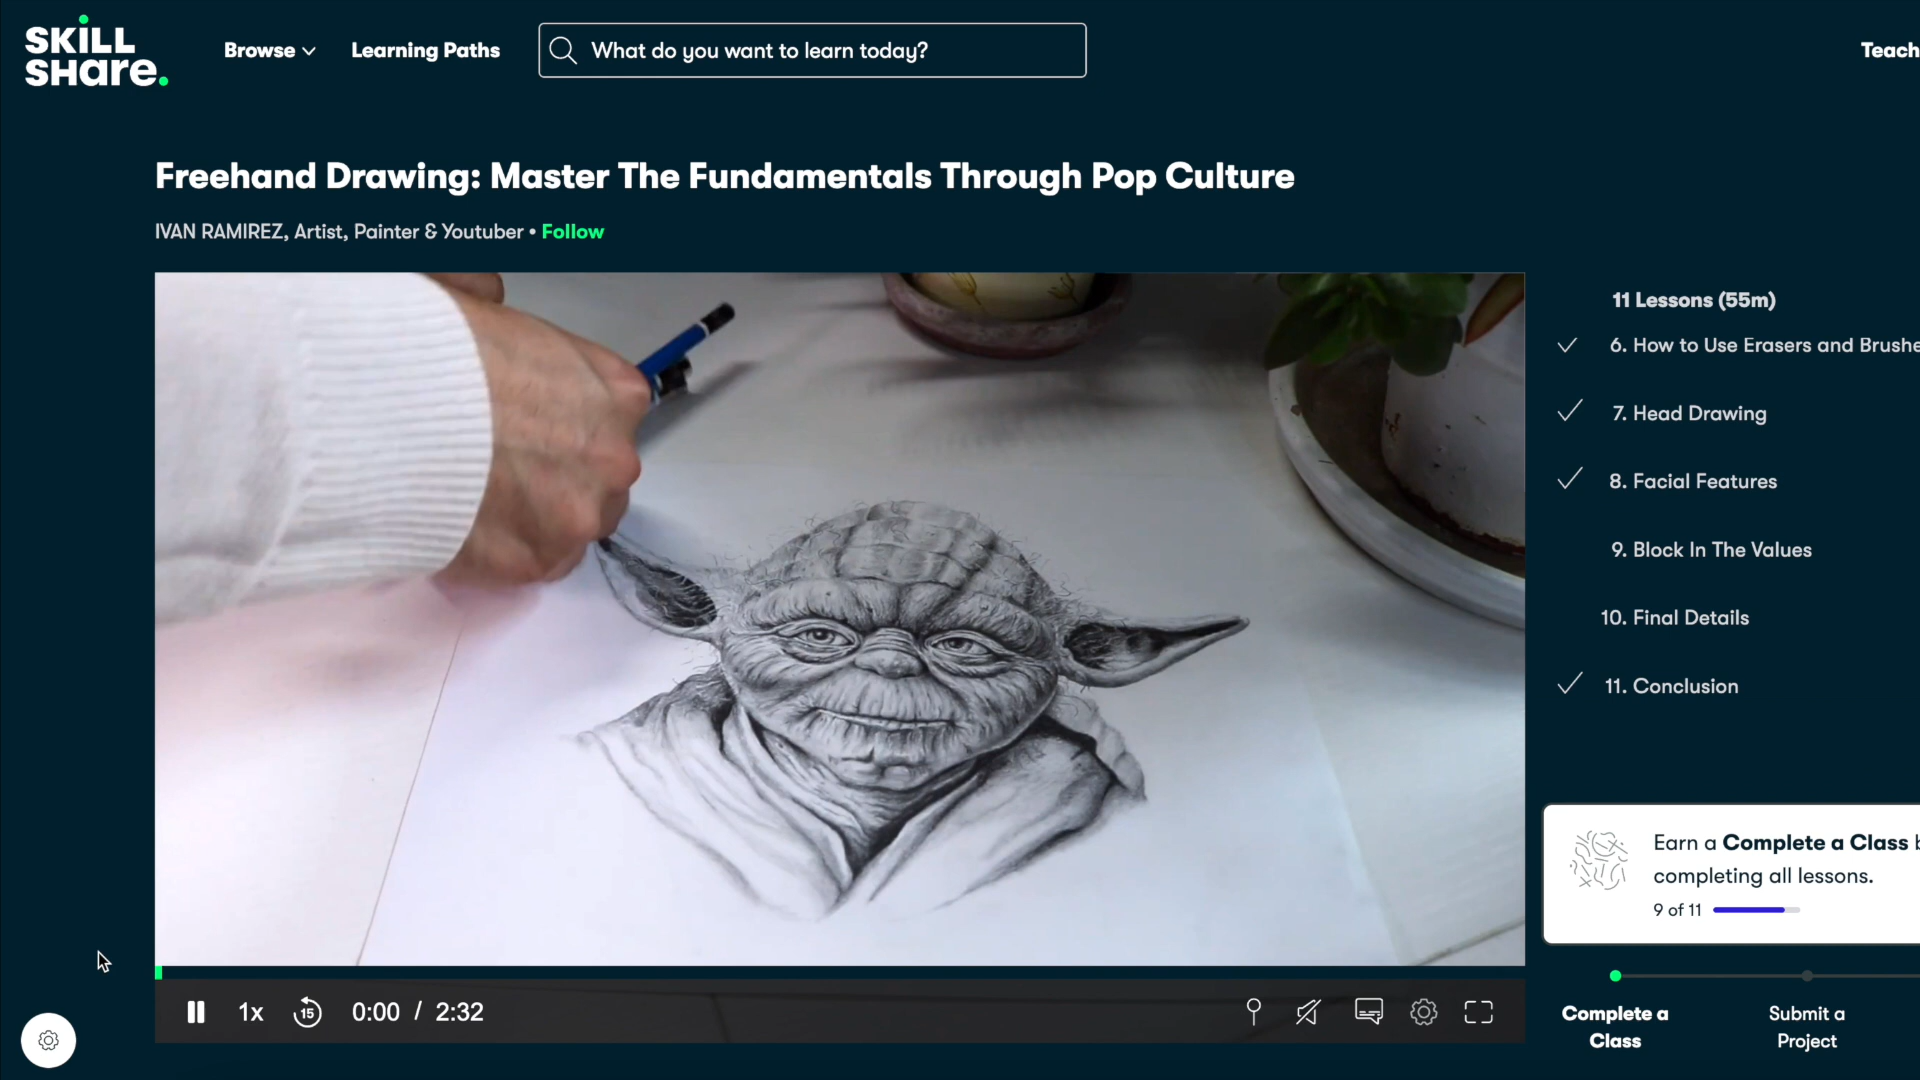 SKILL
SHare.
Browse
Learning Paths
What do you want to learn today?
Teach
Freehand Drawing: Master The Fundamentals Through Pop Culture
IVAN RAMIREZ, Artist, Painter & Youtuber • Follow
11 Lessons (55m)
6. How to Use Erasers and Brushe
7. Head Drawing
8. Facial Features
9. Block In The Values
10. Final Details
11. Conclusion
Earn a Complete a Class b
completing all lessons.
9 of 11
1x
15
0:00 / 2:32
Complete a
Class
Submit a
Project